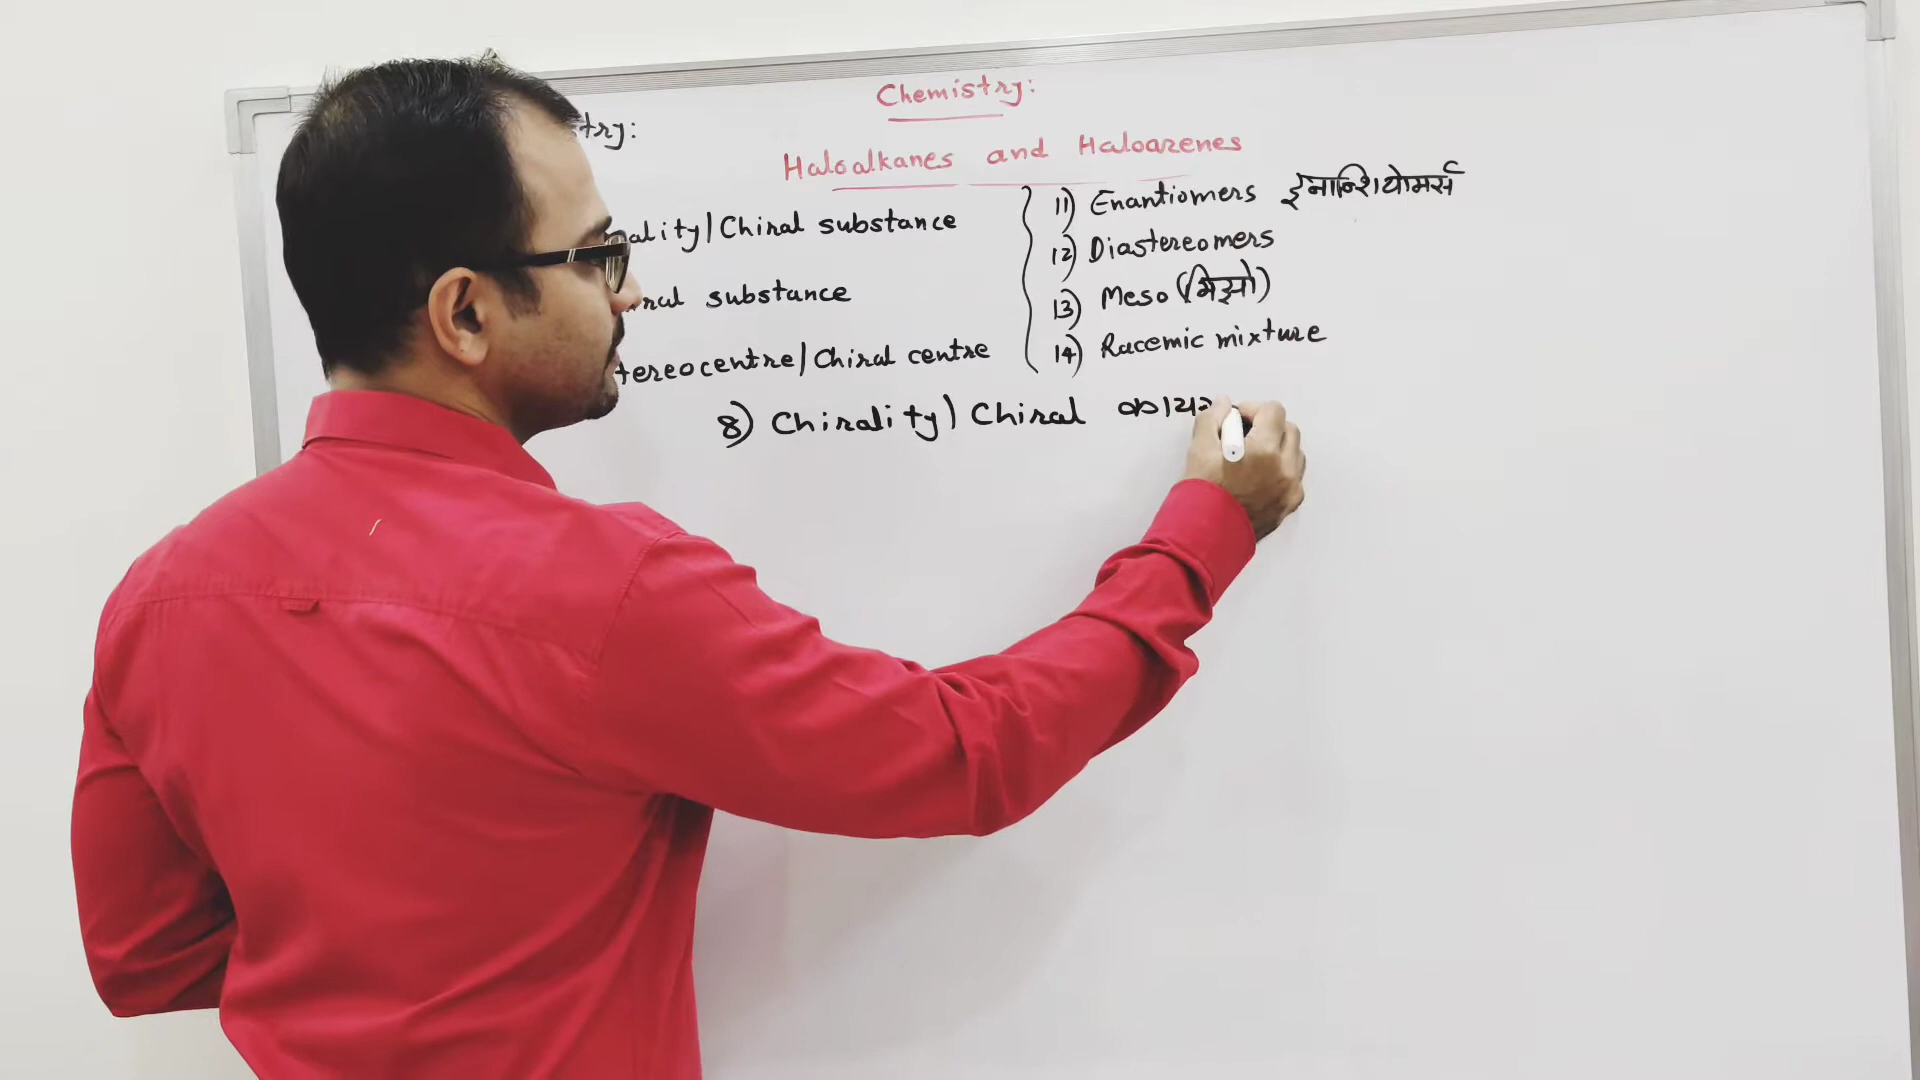 Chemistry:
try:
Haloalkanes and Haloarenes
ality/Chiral substance
ral substance
tereocentre/Chiral centre
11) Enantiomers इनान्शियोमर्स
12) Diastereomers
13) Meso (मिझो)
14) Racemic mixture
8) Chirality/Chiral